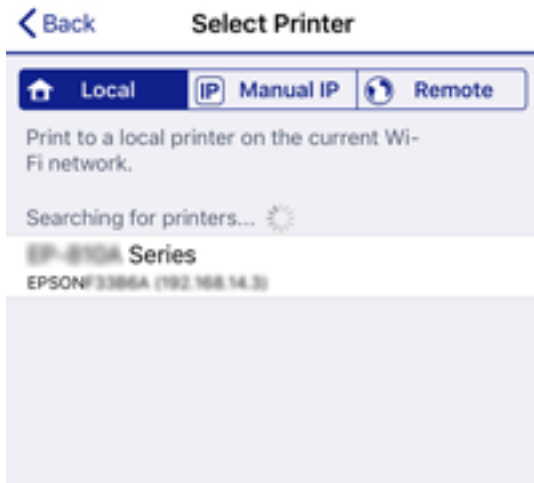 Back Select Printer
Local IP Manual IP Remote
Print to a local printer on the current Wi-
Fi network.
Searching for printers...
Series
EPSON